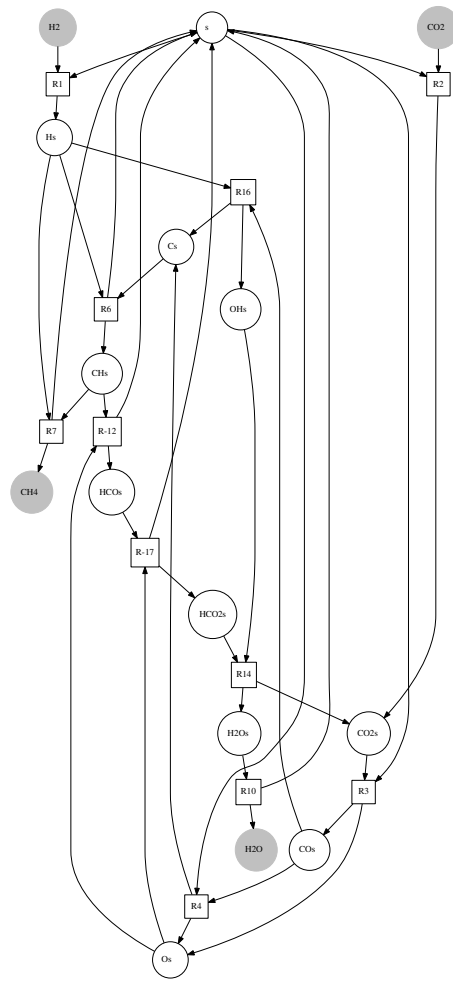 H2
s
CO2
R1
R2
Hs
R16
Cs
R6
OHs
CHs
R7
R-12
CH4
HCOs
R-17
HCO2s
R14
H2Os
CO2s
R10
R3
H2O
COs
R4
Os